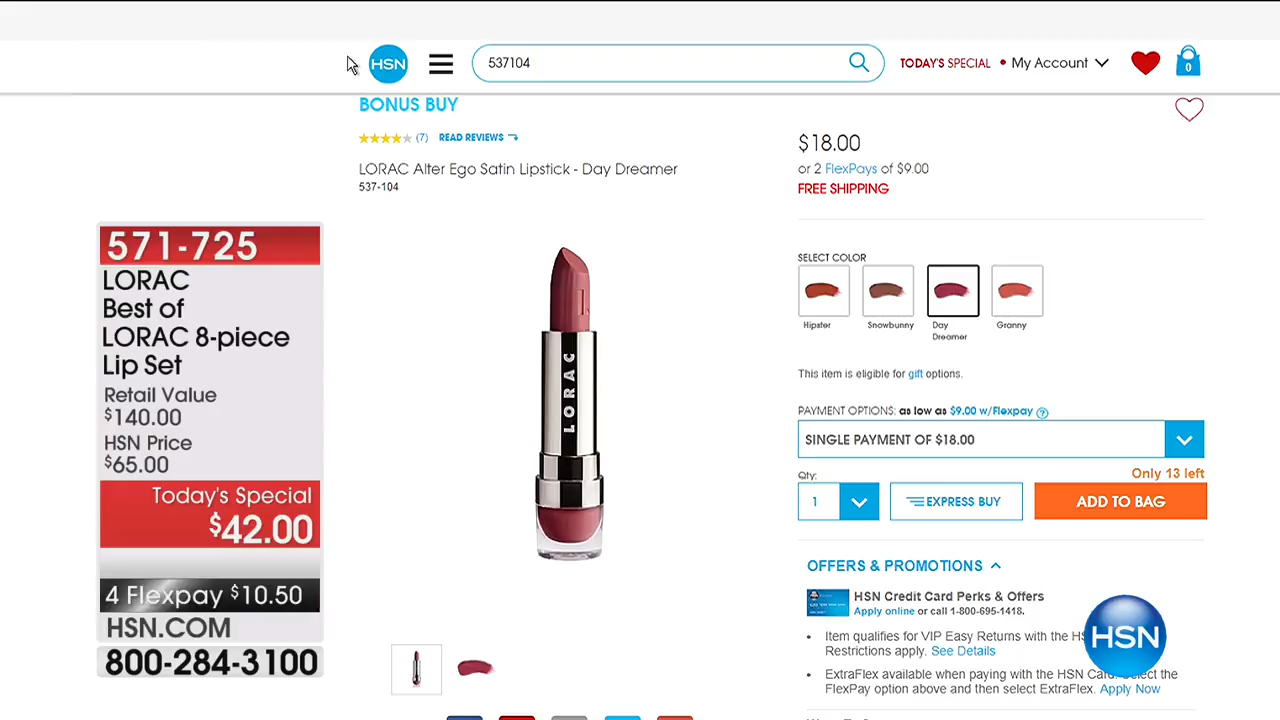 HSN
537104
TODAY'S SPECIAL • My Account
0
BONUS BUY
(7) READ REVIEWS
LORAC Alter Ego Satin Lipstick - Day Dreamer
537-104
$18.00
or 2 FlexPays of $9.00
FREE SHIPPING
SELECT COLOR
Hipster
Snowbunny
Day
Dreamer
Granny
This item is eligible for gift options.
PAYMENT OPTIONS: as low as $9.00 w/Flexpay ?
SINGLE PAYMENT OF $18.00
Qty:
Only 13 left
1
EXPRESS BUY
ADD TO BAG
OFFERS & PROMOTIONS
HSN Credit Card Perks & Offers
Apply online or call 1-800-695-1418.
• Item qualifies for VIP Easy Returns with the
Restrictions apply. See Details
• ExtraFlex available when paying with the HSN the
FlexPay option above and then select ExtraFlex. Apply Now
HSN
LORAC
571-725
LORAC
Best of
LORAC 8-piece
Lip Set
Retail Value
$140.00
HSN Price
$65.00
Today's Special
$42.00
4 Flexpay $10.50
HSN.COM
800-284-3100